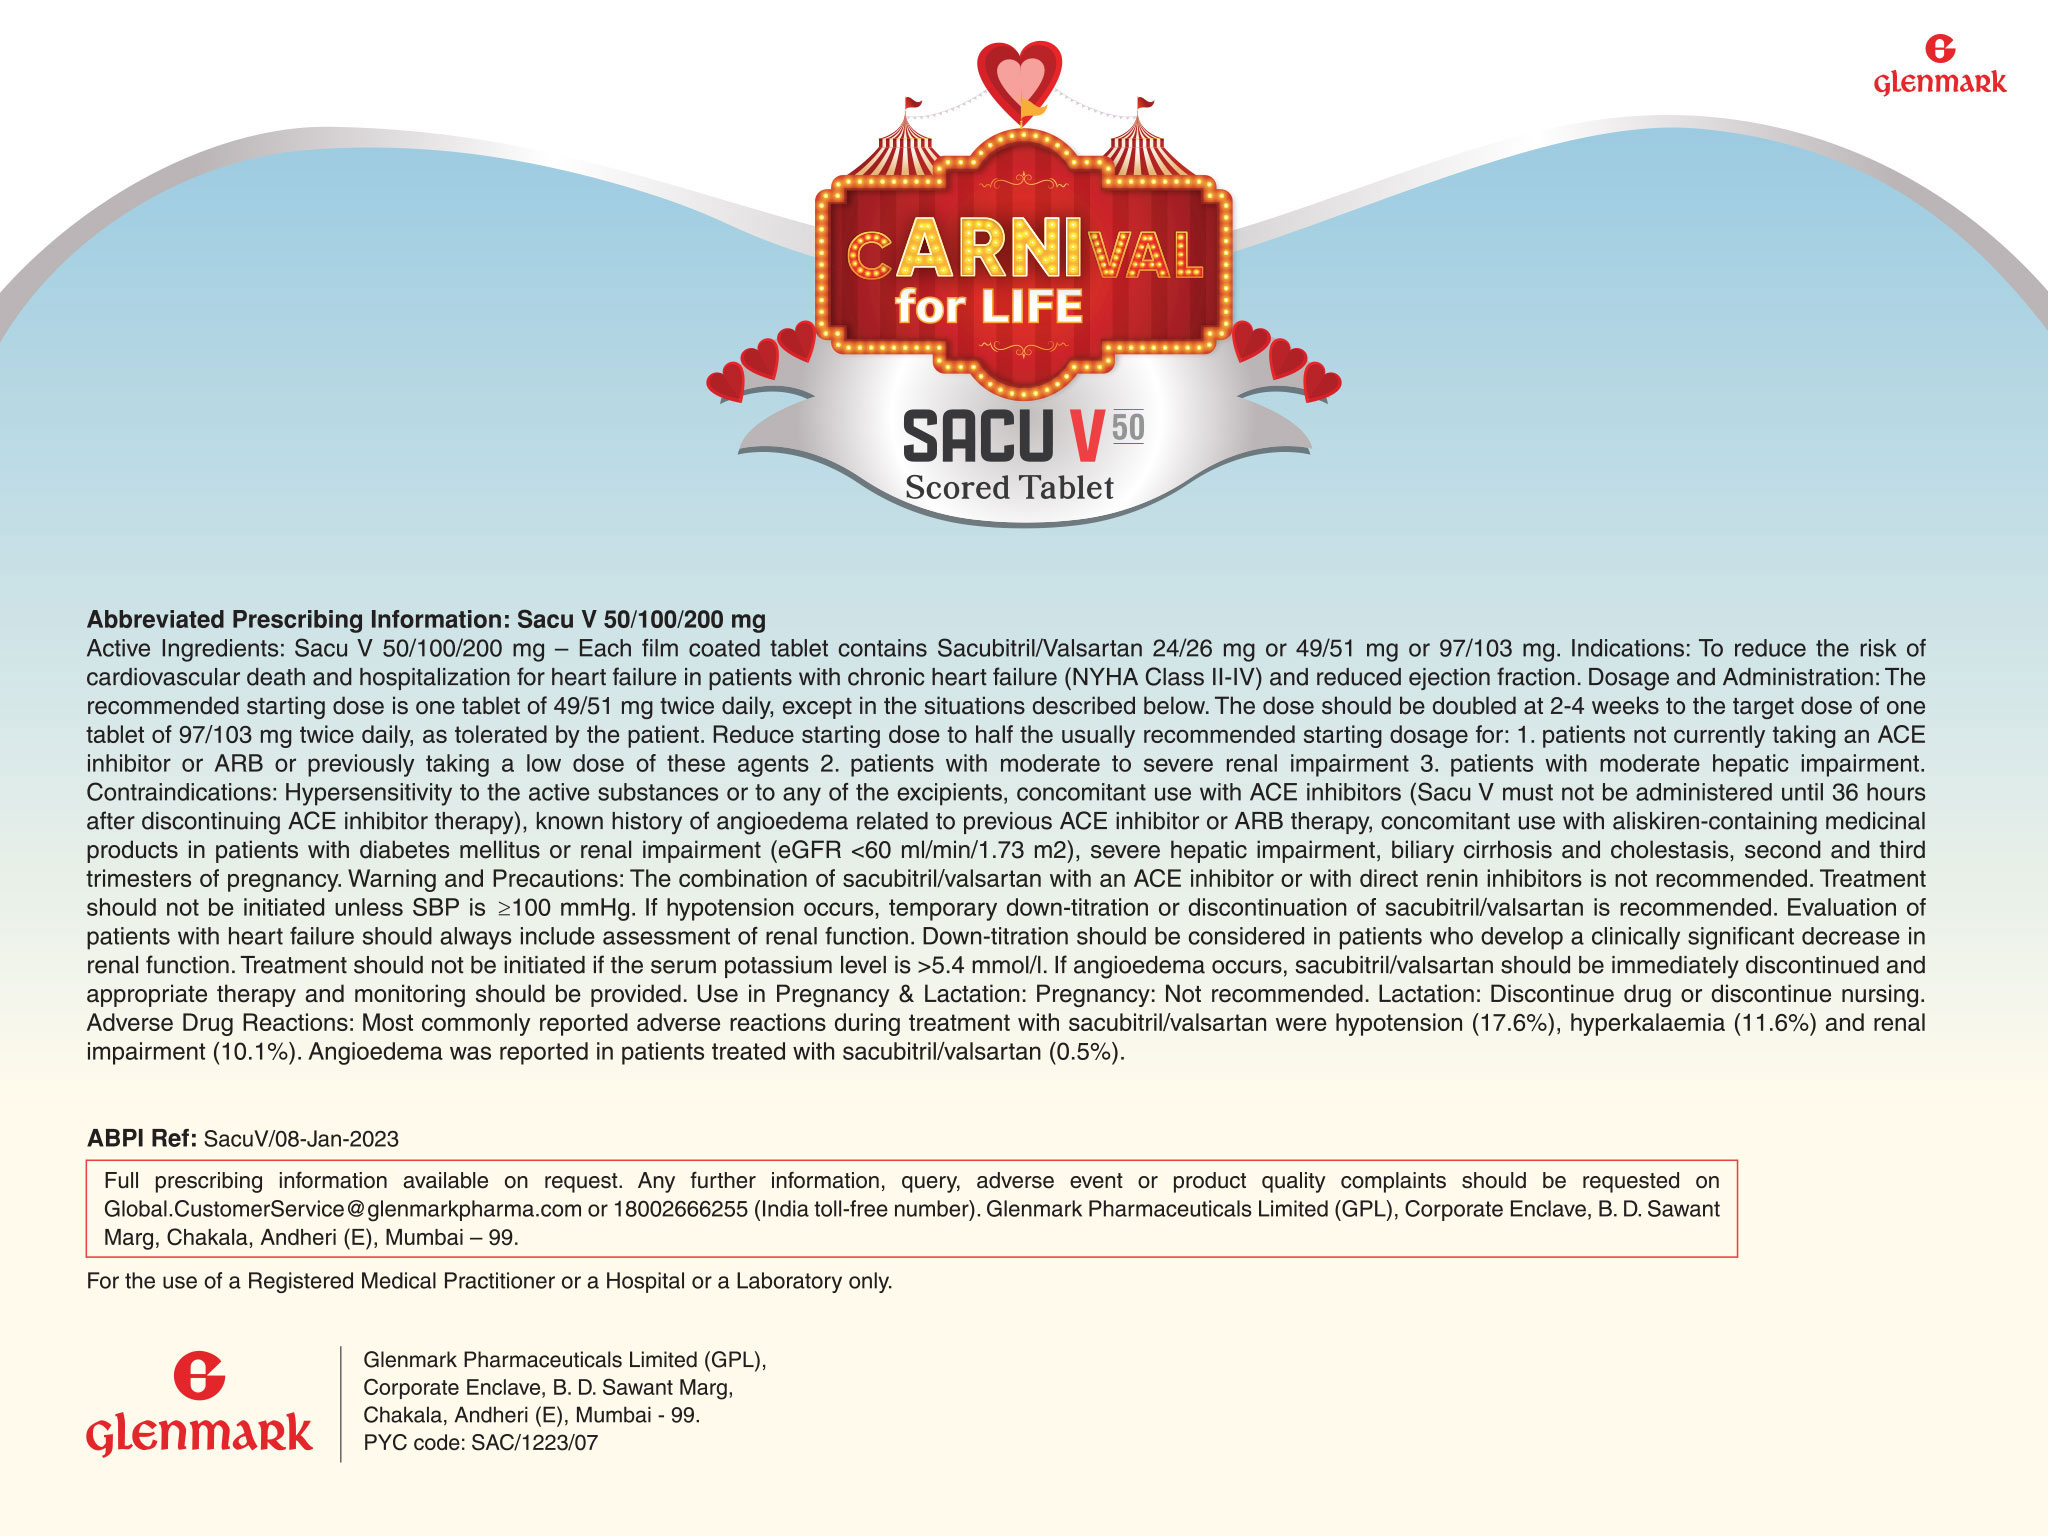 GLENMARK
CARNIVAL
for LIFE
SACU V 50
Scored Tablet
Abbreviated Prescribing Information: Sacu V 50/100/200 mg
Active Ingredients: Sacu V 50/100/200 mg – Each film coated tablet contains Sacubitril/Valsartan 24/26 mg or 49/51 mg or 97/103 mg. Indications: To reduce the risk of
cardiovascular death and hospitalization for heart failure in patients with chronic heart failure (NYHA Class II-IV) and reduced ejection fraction. Dosage and Administration: The
recommended starting dose is one tablet of 49/51 mg twice daily, except in the situations described below. The dose should be doubled at 2-4 weeks to the target dose of one
tablet of 97/103 mg twice daily, as tolerated by the patient. Reduce starting dose to half the usually recommended starting dosage for: 1. patients not currently taking an ACE
inhibitor or ARB or previously taking a low dose of these agents 2. patients with moderate to severe renal impairment 3. patients with moderate hepatic impairment.
Contraindications: Hypersensitivity to the active substances or to any of the excipients, concomitant use with ACE inhibitors (Sacu V must not be administered until 36 hours
after discontinuing ACE inhibitor therapy), known history of angioedema related to previous ACE inhibitor or ARB therapy, concomitant use with aliskiren-containing medicinal
products in patients with diabetes mellitus or renal impairment (eGFR <60 ml/min/1.73 m2), severe hepatic impairment, biliary cirrhosis and cholestasis, second and third
trimesters of pregnancy. Warning and Precautions: The combination of sacubitril/valsartan with an ACE inhibitor or with direct renin inhibitors is not recommended. Treatment
should not be initiated unless SBP is ≥100 mmHg. If hypotension occurs, temporary down-titration or discontinuation of sacubitril/valsartan is recommended. Evaluation of
patients with heart failure should always include assessment of renal function. Down-titration should be considered in patients who develop a clinically significant decrease in
renal function. Treatment should not be initiated if the serum potassium level is >5.4 mmol/l. If angioedema occurs, sacubitril/valsartan should be immediately discontinued and
appropriate therapy and monitoring should be provided. Use in Pregnancy & Lactation: Pregnancy: Not recommended. Lactation: Discontinue drug or discontinue nursing.
Adverse Drug Reactions: Most commonly reported adverse reactions during treatment with sacubitril/valsartan were hypotension (17.6%), hyperkalaemia (11.6%) and renal
impairment (10.1%). Angioedema was reported in patients treated with sacubitril/valsartan (0.5%).
ABPI Ref: SacuV/08-Jan-2023
Full prescribing information available on request. Any further information, query, adverse event or product quality complaints should be requested on
Global.CustomerService@glenmarkpharma.com or 18002666255 (India toll-free number). Glenmark Pharmaceuticals Limited (GPL), Corporate Enclave, B. D. Sawant
Marg, Chakala, Andheri (E), Mumbai – 99.
For the use of a Registered Medical Practitioner or a Hospital or a Laboratory only.
GLENMARK
Glenmark Pharmaceuticals Limited (GPL),
Corporate Enclave, B. D. Sawant Marg,
Chakala, Andheri (E), Mumbai - 99.
PYC code: SAC/1223/07